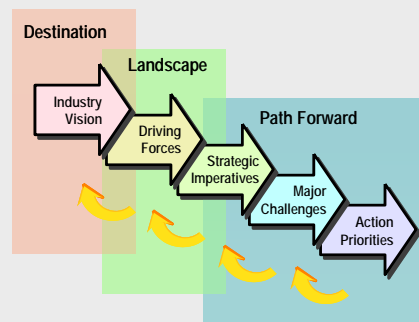 Destination
Landscape
Path Forward
Industry
Vision
Driving
Forces
Strategic
Imperatives
Major
Challenges
Action
Priorities